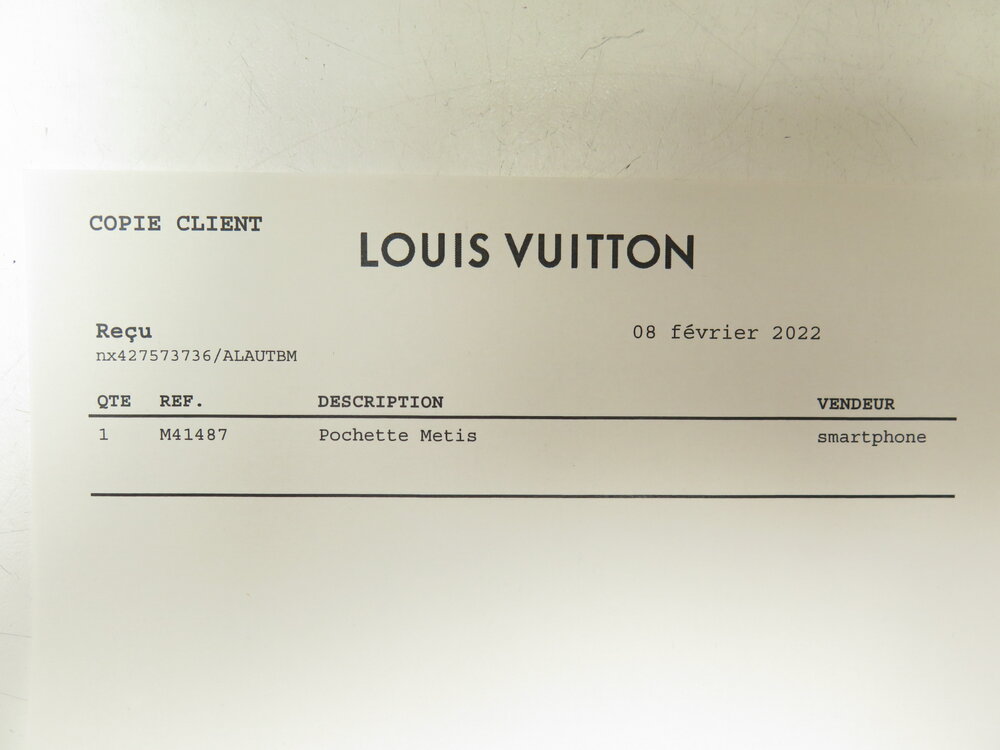 COPIE CLIENT
LOUIS VUITTON
Reçu
08 février 2022
nx427573736/ALAUTBM
QTE REF. DESCRIPTION VENDEUR
1 M41487 Pochette Metis smartphone